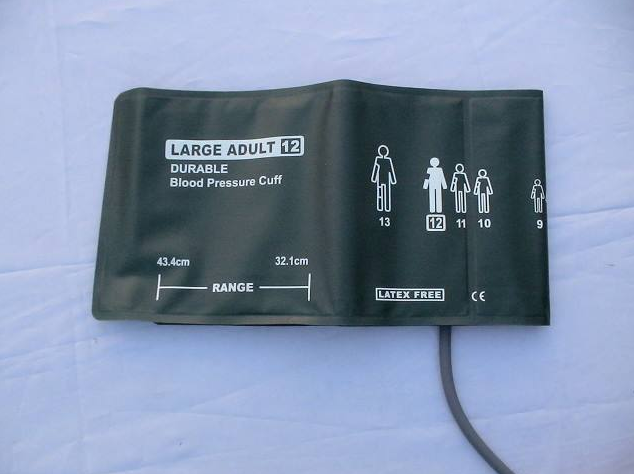 LARGE ADULT 12
DURABLE
Blood Pressure Cuff
13 12 11 10 9
43.4cm 32.1cm
RANGE
LATEX FREE CE